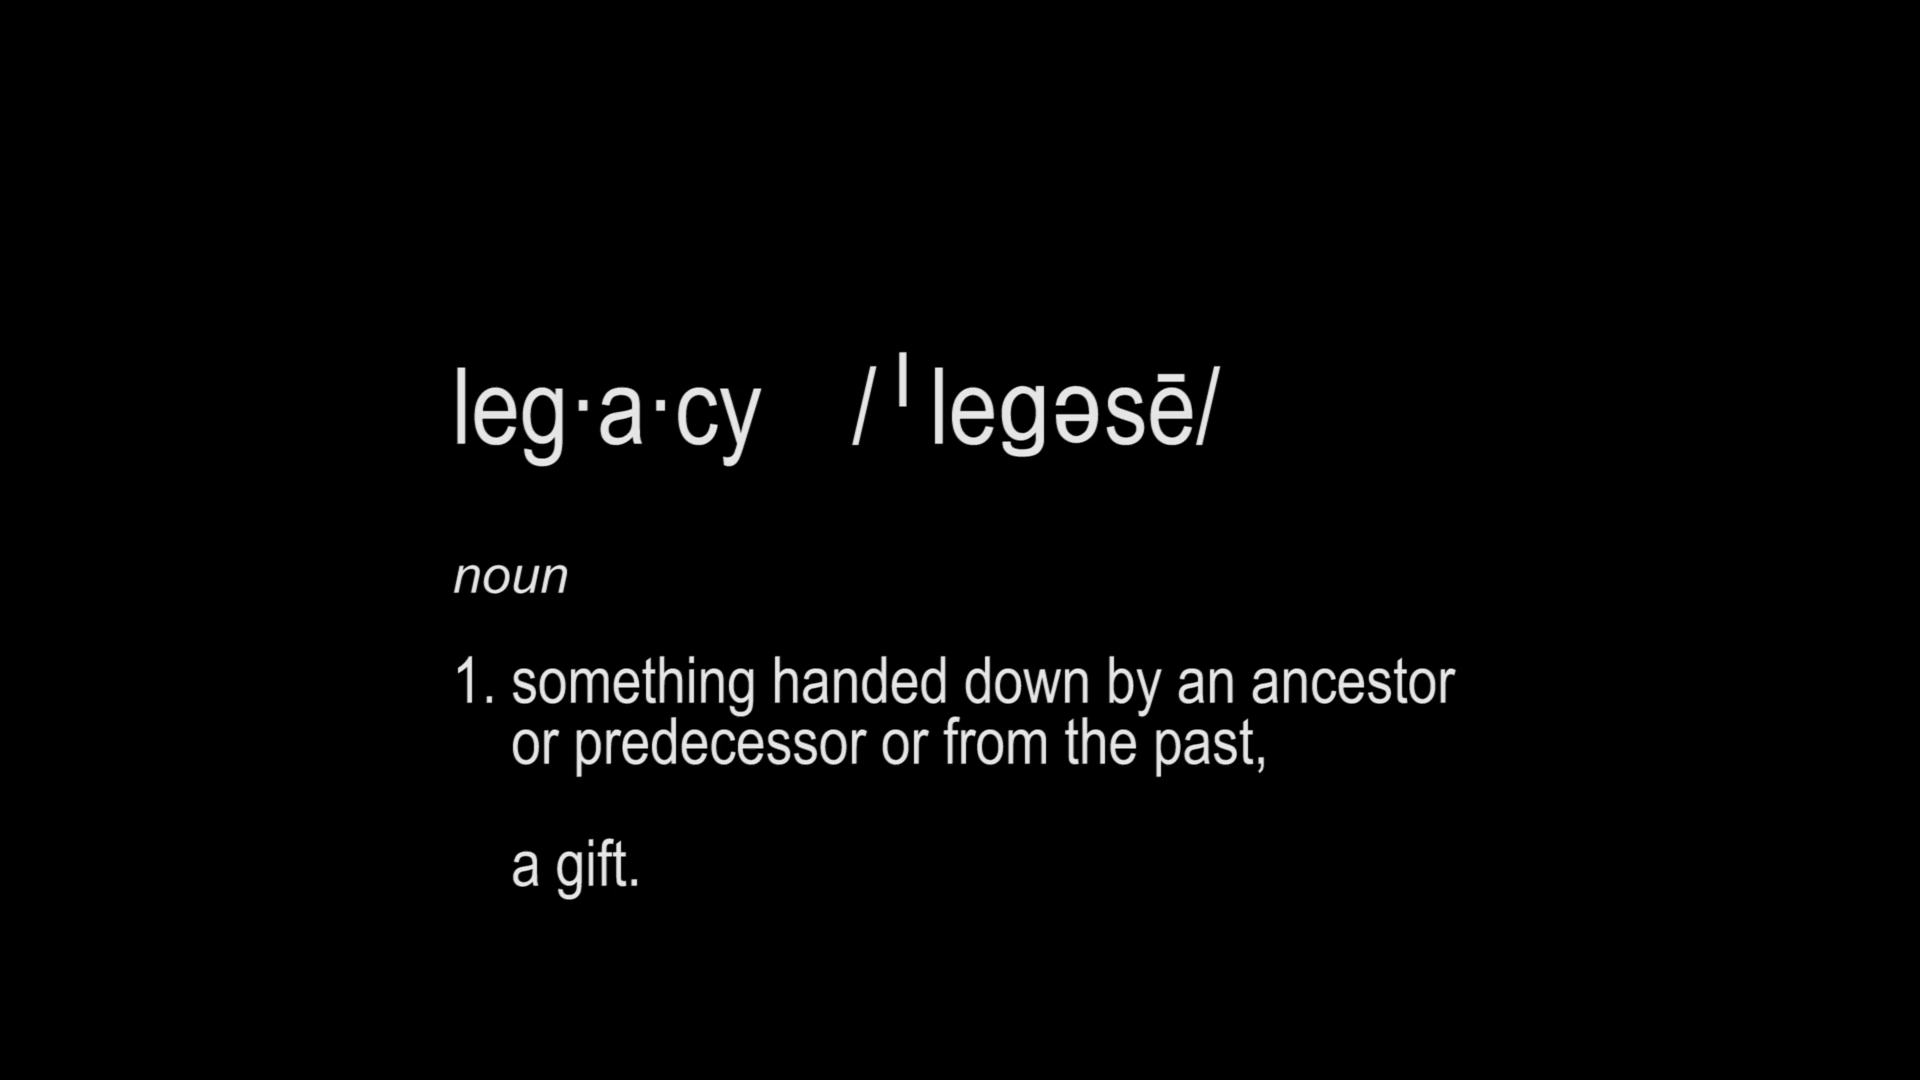 leg·a·cy /ˈlegəsē/
noun
1. something handed down by an ancestor
or predecessor or from the past,
a gift.